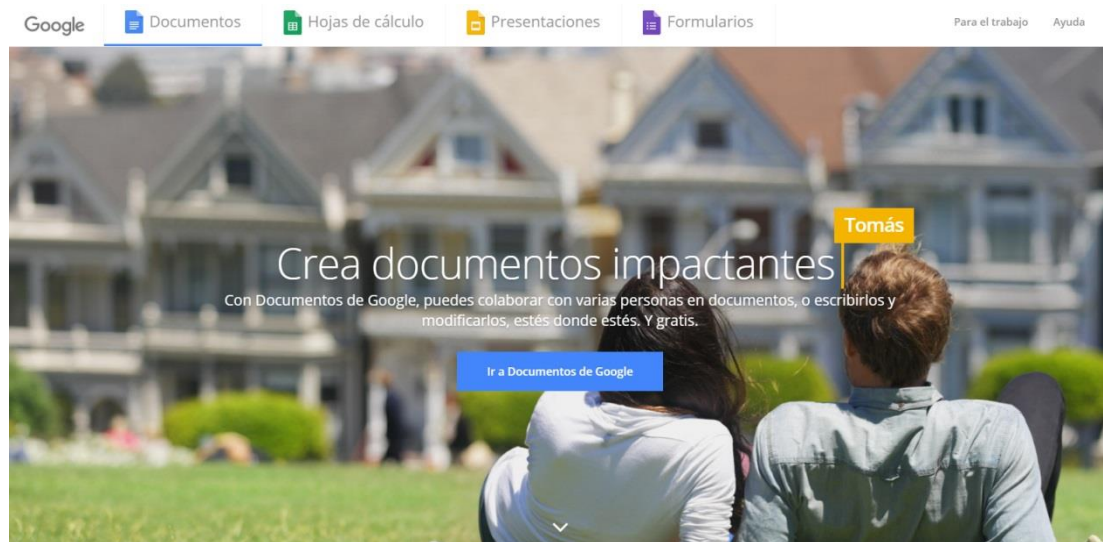 Google
Documentos
Hojas de cálculo
Presentaciones
Formularios
Para el trabajo
Ayuda
Tomás
Crea documentos impactantes
Con Documentos de Google, puedes colaborar con varias personas en documentos, o escribirlos y
modificarlos, estés donde estés. Y gratis.
Ir a Documentos de Google